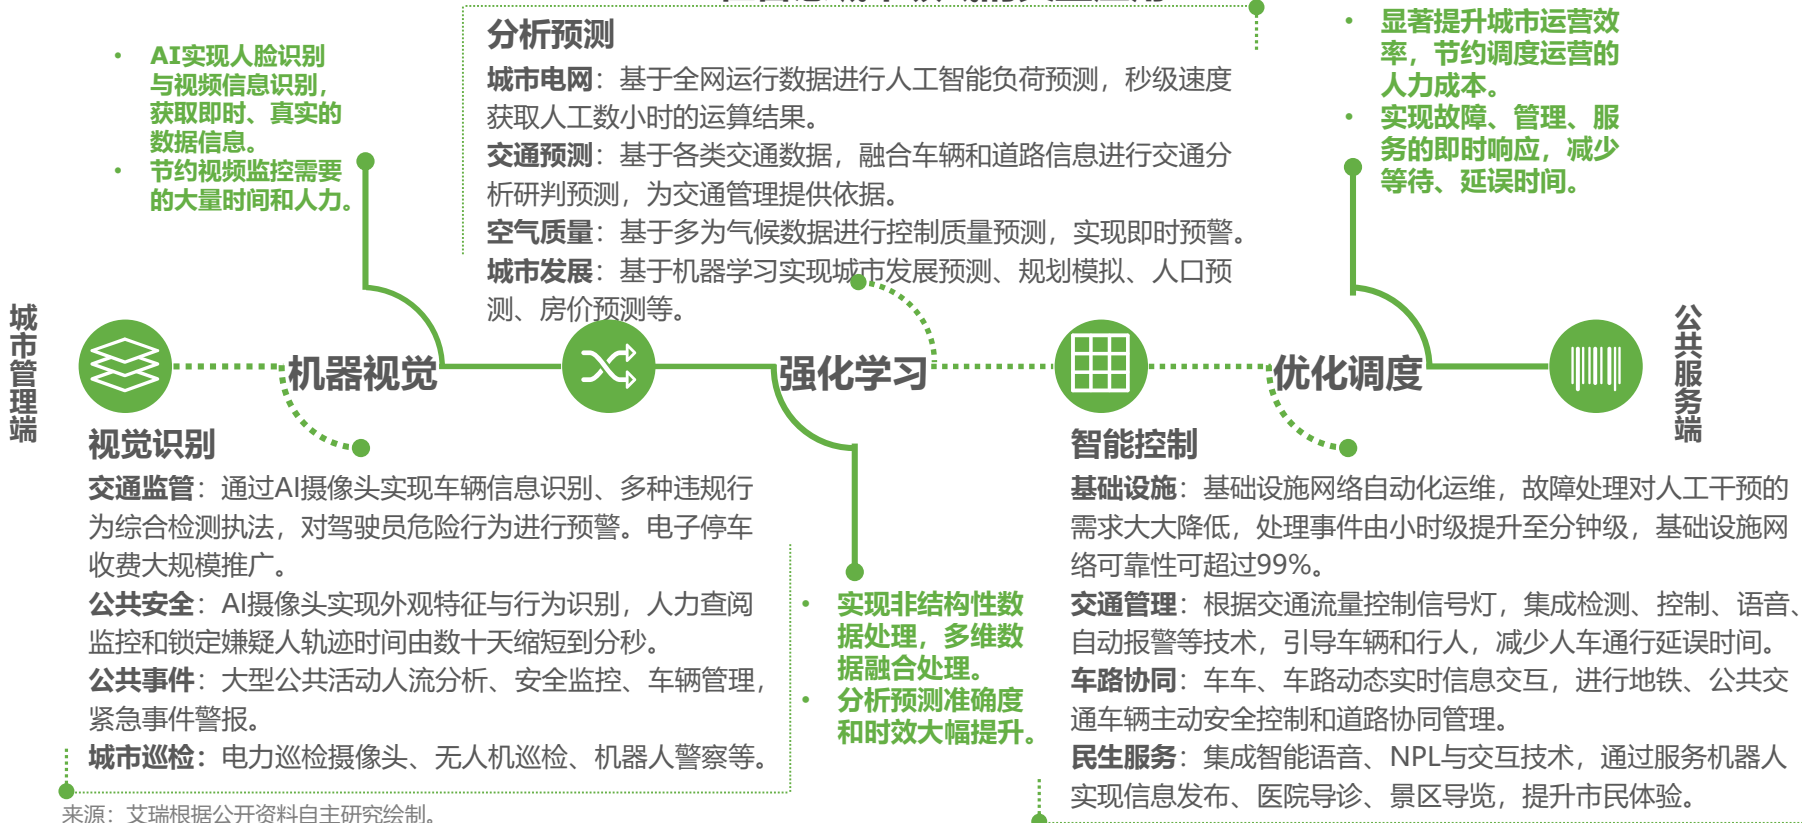 分析预测
城市电网：基于全网运行数据进行人工智能负荷预测，秒级速度
获取人工数小时的运算结果。
交通预测：基于各类交通数据，融合车辆和道路信息进行交通分
析研判预测，为交通管理提供依据。
空气质量：基于多为气候数据进行控制质量预测，实现即时预警。
城市发展：基于机器学习实现城市发展预测、规划模拟、人口预
测、房价预测等。
• AI实现人脸识别
与视频信息识别，
获取即时、真实的
数据信息。
• 节约视频监控需要
的大量时间和人力。
• 显著提升城市运营效
率，节约调度运营的
人力成本。
• 实现故障、管理、服
务的即时响应，减少
等待、延误时间。
城市管理端
机器视觉
强化学习
优化调度
公共服务端
视觉识别
交通监管：通过AI摄像头实现车辆信息识别、多种违规行
为综合检测执法，对驾驶员危险行为进行预警。电子停车
收费大规模推广。
公共安全：AI摄像头实现外观特征与行为识别，人力查阅
监控和锁定嫌疑人轨迹时间由数十天缩短到分秒。
公共事件：大型公共活动人流分析、安全监控、车辆管理，
紧急事件警报。
城市巡检：电力巡检摄像头、无人机巡检、机器人警察等。
• 实现非结构性数
据处理，多维数
据融合处理。
• 分析预测准确度
和时效大幅提升。
智能控制
基础设施：基础设施网络自动化运维，故障处理对人工干预的
需求大大降低，处理事件由小时级提升至分钟级，基础设施网
络可靠性可超过99%。
交通管理：根据交通流量控制信号灯，集成检测、控制、语音、
自动报警等技术，引导车辆和行人，减少人车通行延误时间。
车路协同：车车、车路动态实时信息交互，进行地铁、公共交
通车辆主动安全控制和道路协同管理。
民生服务：集成智能语音、NPL与交互技术，通过服务机器人
实现信息发布、医院导诊、景区导览，提升市民体验。
来源：艾瑞根据公开资料自主研究绘制。